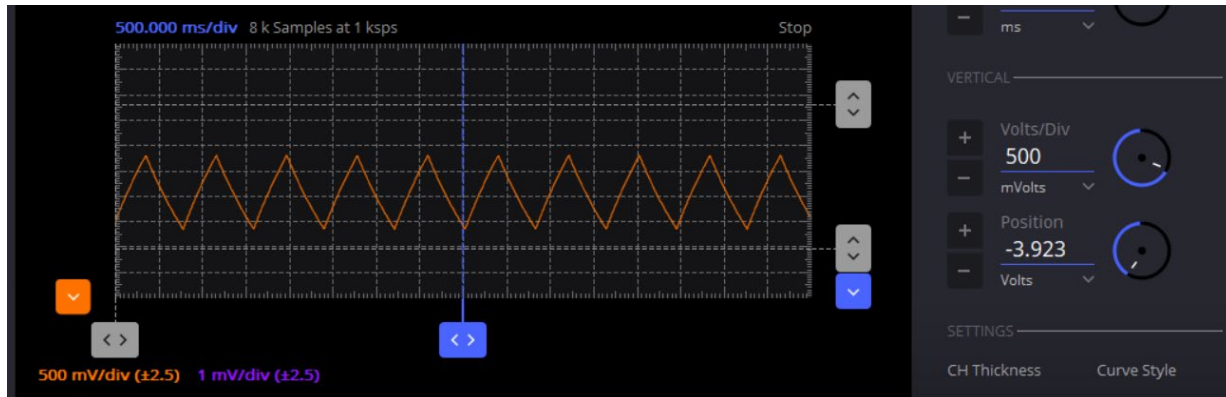 500.000 ms/div 8 k Samples at 1 ksps Stop
500 mV/div (±2.5) 1 mV/div (±2.5)
ms
VERTICAL
Volts/Div
500
mVolts
Position
-3.923
Volts
SETTINGS
CH Thickness Curve Style